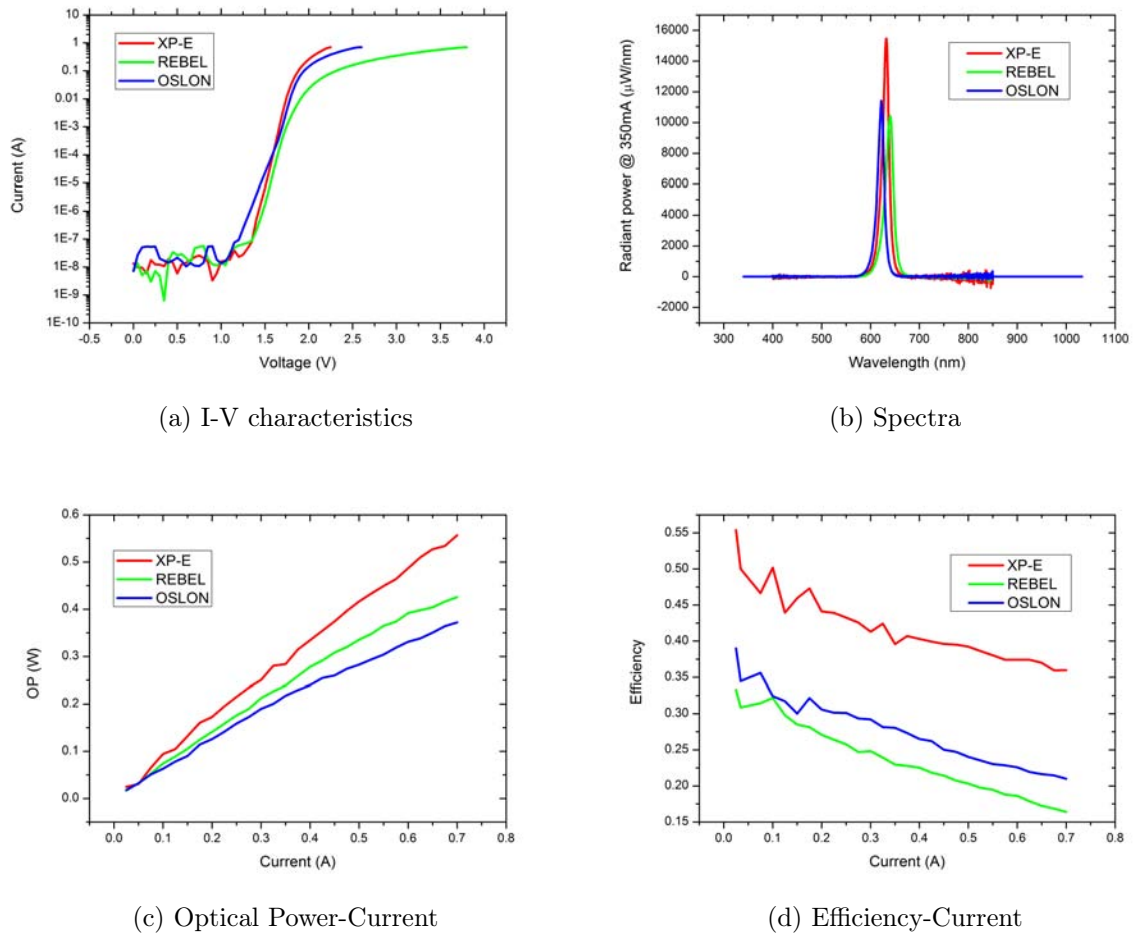 10
1
0.1
0.01
1E-3
1E-4
1E-5
1E-6
1E-7
1E-8
1E-9
1E-10
Current (A)
XP-E
REBEL
OSLON
-0.5 0.0 0.5 1.0 1.5 2.0 2.5 3.0 3.5 4.0
Voltage (V)
(a) I-V characteristics
16000
14000
12000
10000
8000
6000
4000
2000
0
-2000
Radiant power @ 350mA (μW/nm)
XP-E
REBEL
OSLON
300 400 500 600 700 800 900 1000 1100
Wavelength (nm)
(b) Spectra
0.6
0.5
0.4
0.3
0.2
0.1
0.0
OP (W)
XP-E
REBEL
OSLON
0.0 0.1 0.2 0.3 0.4 0.5 0.6 0.7 0.8
Current (A)
(c) Optical Power-Current
0.55
0.50
0.45
0.40
0.35
0.30
0.25
0.20
0.15
Efficiency
XP-E
REBEL
OSLON
0.0 0.1 0.2 0.3 0.4 0.5 0.6 0.7 0.8
Current (A)
(d) Efficiency-Current